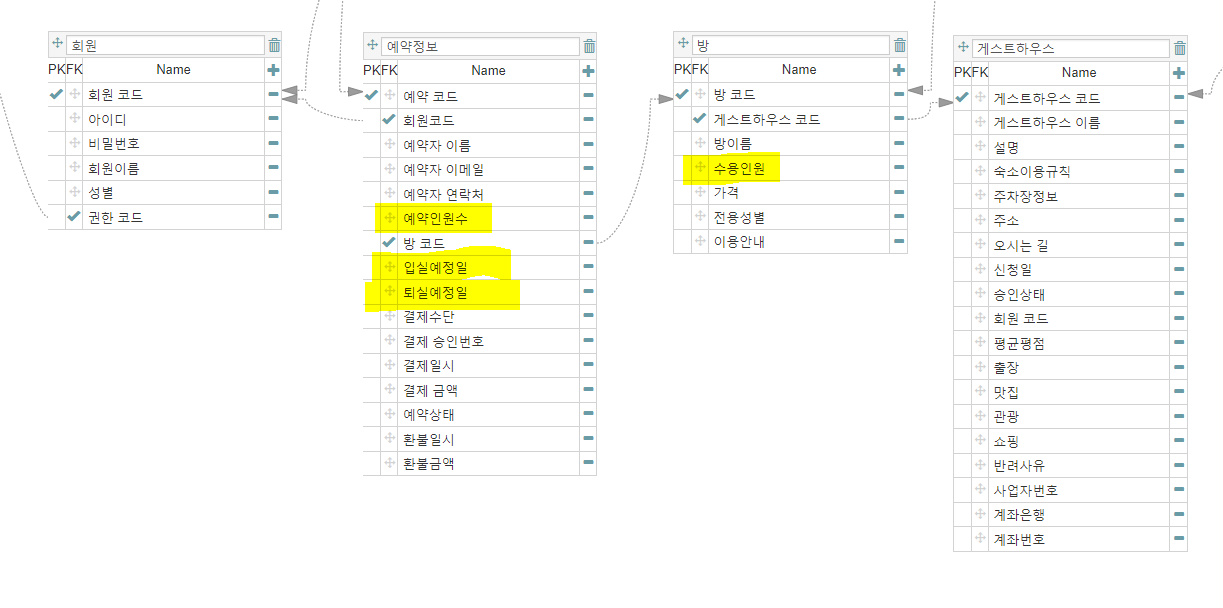 회원
PK FK Name
회원 코드
아이디
비밀번호
회원이름
성별
권한 코드
예약정보
PK FK Name
예약 코드
회원코드
예약자 이름
예약자 이메일
예약자 연락처
예약인원수
방 코드
입실예정일
퇴실예정일
결제수단
결제 승인번호
결제일시
결제 금액
예약상태
환불일시
환불금액
방
PK FK Name
방 코드
게스트하우스 코드
방이름
수용인원
가격
전용성별
이용안내
게스트하우스
PK FK Name
게스트하우스 코드
게스트하우스 이름
설명
숙소이용규칙
주차장정보
주소
오시는 길
신청일
승인상태
회원 코드
평균평점
출장
맛집
관광
쇼핑
반려사유
사업자번호
계좌은행
계좌번호